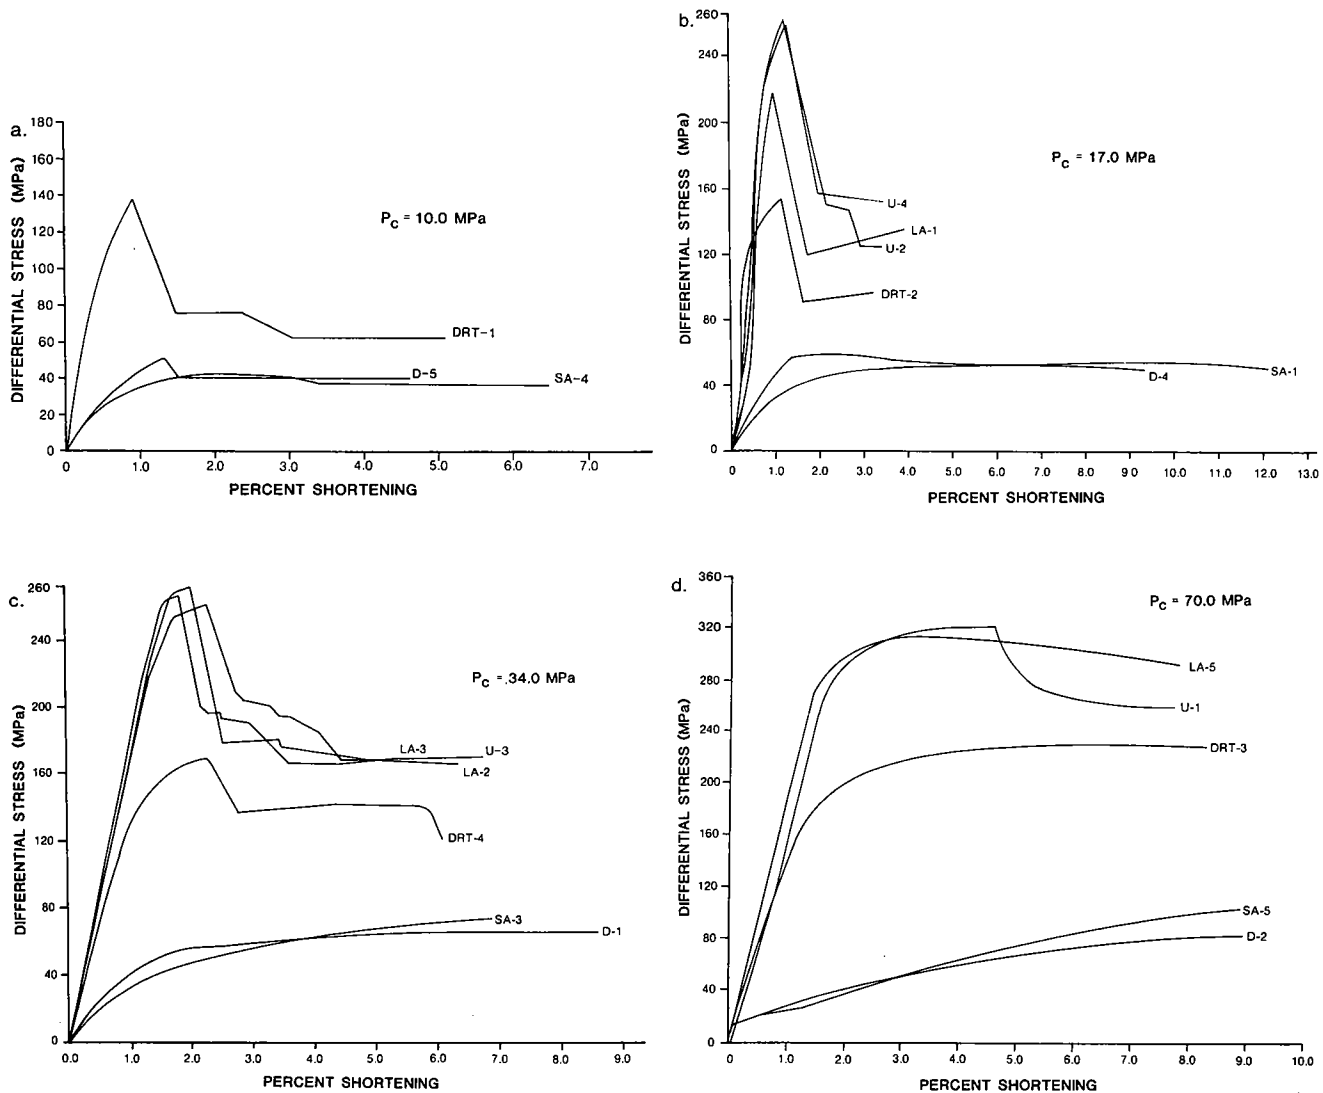 a.
DIFFERENTIAL STRESS (MPa)
180
160
140
120
100
80
60
40
20
0
P_C = 10.0 MPa
DRT-1
D-5
SA-4
0 1.0 2.0 3.0 4.0 5.0 6.0 7.0
PERCENT SHORTENING
b.
DIFFERENTIAL STRESS (MPa)
260
240
200
160
120
80
40
0
P_C = 17.0 MPa
U-4
LA-1
U-2
DRT-2
SA-1
D-4
0 1.0 2.0 3.0 4.0 5.0 6.0 7.0 8.0 9.0 10.0 11.0 12.0 13.0
PERCENT SHORTENING
c.
DIFFERENTIAL STRESS (MPa)
260
240
200
160
120
80
40
0
P_C = .34.0 MPa
LA-3
U-3
LA-2
DRT-4
SA-3
D-1
0.0 1.0 2.0 3.0 4.0 5.0 6.0 7.0 8.0 9.0
PERCENT SHORTENING
d.
DIFFERENTIAL STRESS (MPa)
360
320
280
240
200
160
120
80
40
0
P_C = 70.0 MPa
LA-5
U-1
DRT-3
SA-5
D-2
0 1.0 2.0 3.0 4.0 5.0 6.0 7.0 8.0 9.0 10.0
PERCENT SHORTENING